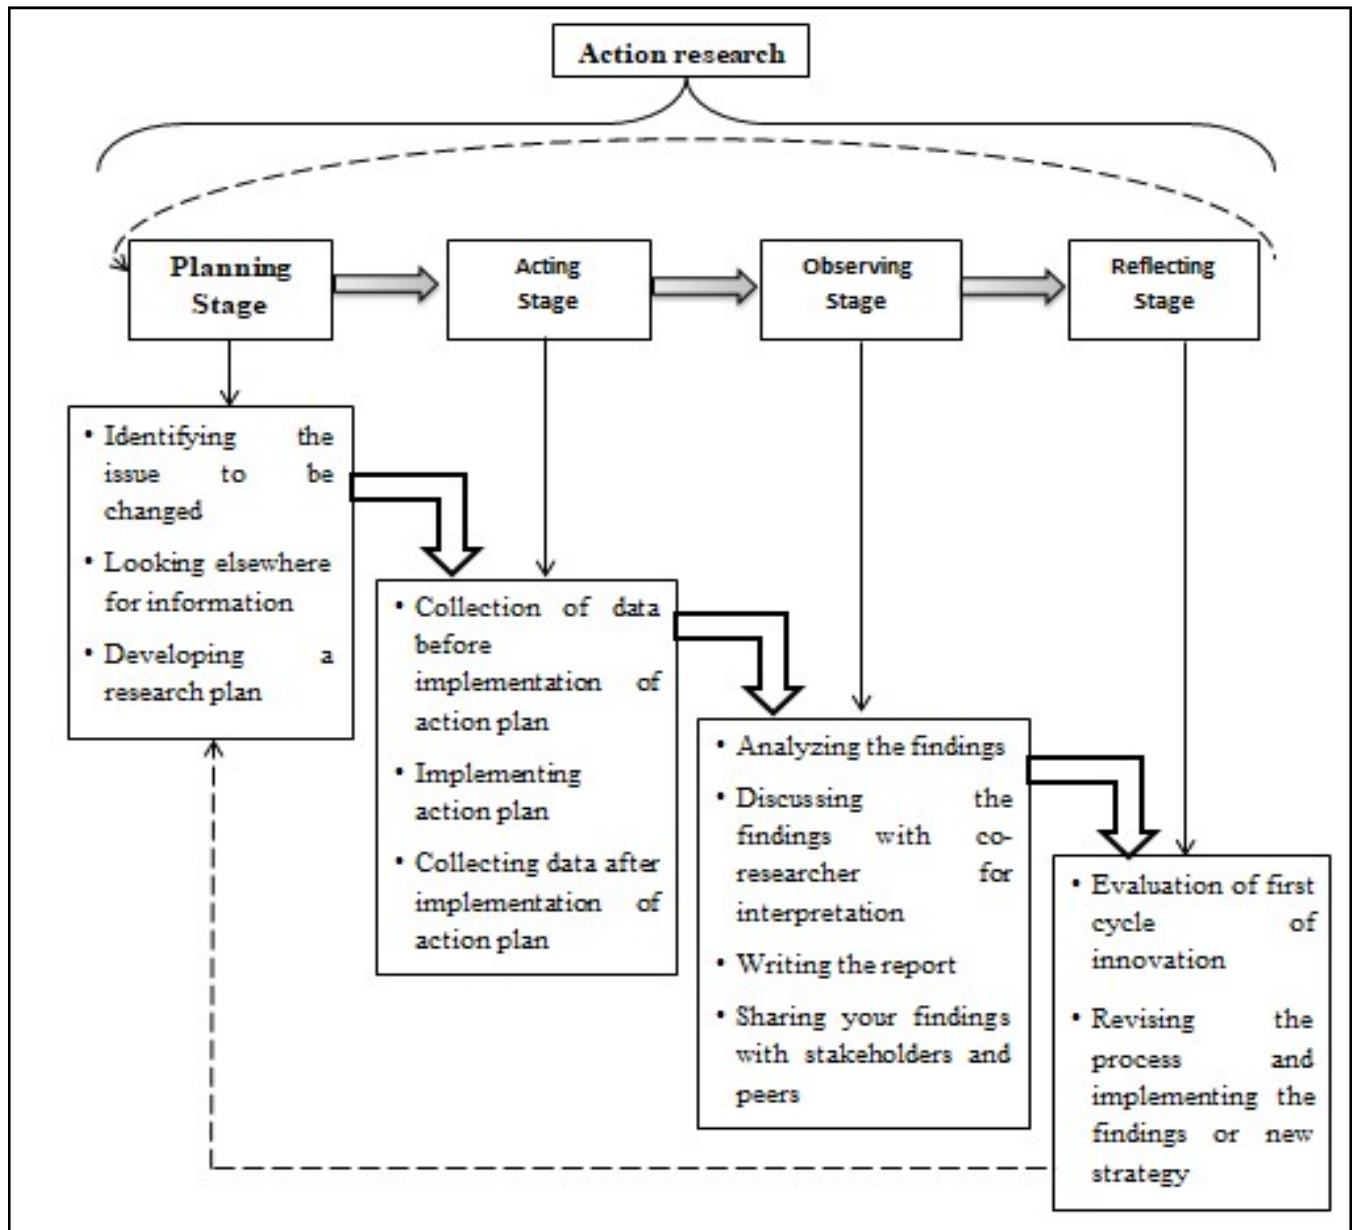 Action research
Planning
Stage
Acting
Stage
Observing
Stage
Reflecting
Stage
• Identifying the
issue to be
changed
• Looking elsewhere
for information
• Developing a
research plan
• Collection of data
before
implementation of
action plan
• Implementing
action plan
• Collecting data after
implementation of
action plan
• Analyzing the findings
• Discussing the
findings with co-
researcher for
interpretation
• Writing the report
• Sharing your findings
with stakeholders and
peers
• Evaluation of first
cycle of
innovation
• Revising the
process and
implementing the
findings or new
strategy